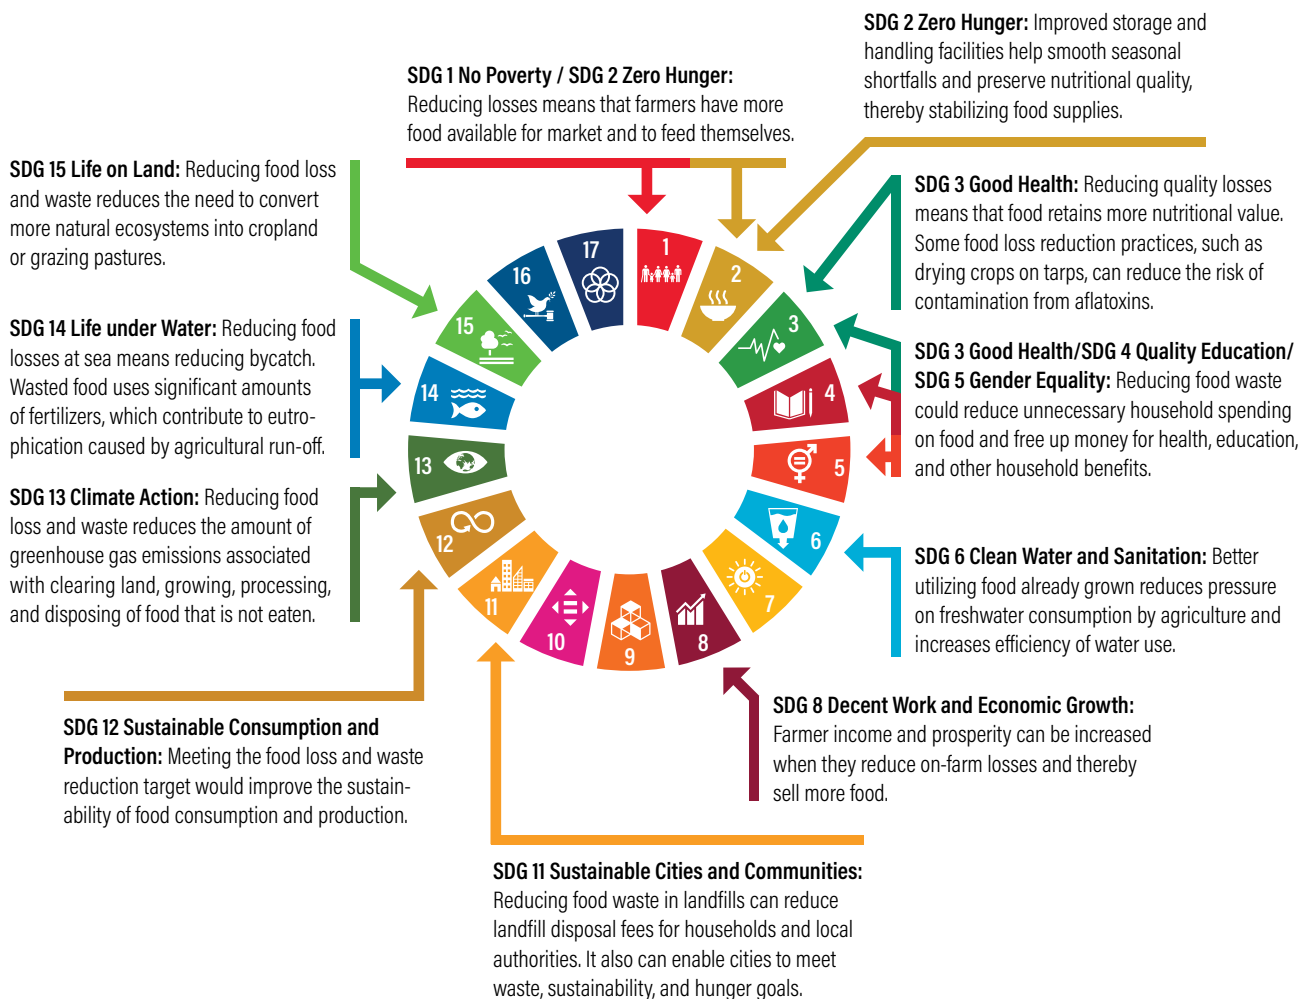 SDG 1 No Poverty / SDG 2 Zero Hunger:
Reducing losses means that farmers have more
food available for market and to feed themselves.
SDG 2 Zero Hunger: Improved storage and
handling facilities help smooth seasonal
shortfalls and preserve nutritional quality,
thereby stabilizing food supplies.
SDG 3 Good Health: Reducing quality losses
means that food retains more nutritional value.
Some food loss reduction practices, such as
drying crops on tarps, can reduce the risk of
contamination from aflatoxins.
SDG 3 Good Health/SDG 4 Quality Education/
SDG 5 Gender Equality: Reducing food waste
could reduce unnecessary household spending
on food and free up money for health, education,
and other household benefits.
SDG 6 Clean Water and Sanitation: Better
utilizing food already grown reduces pressure
on freshwater consumption by agriculture and
increases efficiency of water use.
SDG 8 Decent Work and Economic Growth:
Farmer income and prosperity can be increased
when they reduce on-farm losses and thereby
sell more food.
SDG 11 Sustainable Cities and Communities:
Reducing food waste in landfills can reduce
landfill disposal fees for households and local
authorities. It also can enable cities to meet
waste, sustainability, and hunger goals.
SDG 12 Sustainable Consumption and
Production: Meeting the food loss and waste
reduction target would improve the sustain-
ability of food consumption and production.
SDG 13 Climate Action: Reducing food
loss and waste reduces the amount of
greenhouse gas emissions associated
with clearing land, growing, processing,
and disposing of food that is not eaten.
SDG 14 Life under Water: Reducing food
losses at sea means reducing bycatch.
Wasted food uses significant amounts
of fertilizers, which contribute to eutro-
phication caused by agricultural run-off.
SDG 15 Life on Land: Reducing food loss
and waste reduces the need to convert
more natural ecosystems into cropland
or grazing pastures.
1
2
3
4
5
6
7
8
9
10
11
12
13
14
15
16
17